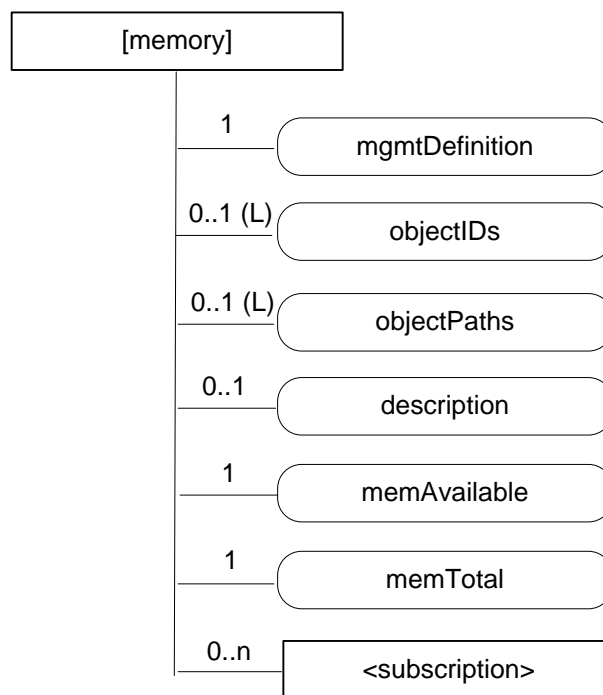 [memory]
1
mgmtDefinition
0..1 (L)
objectIDs
0..1 (L)
objectPaths
0..1
description
1
memAvailable
1
memTotal
0..n
<subscription>